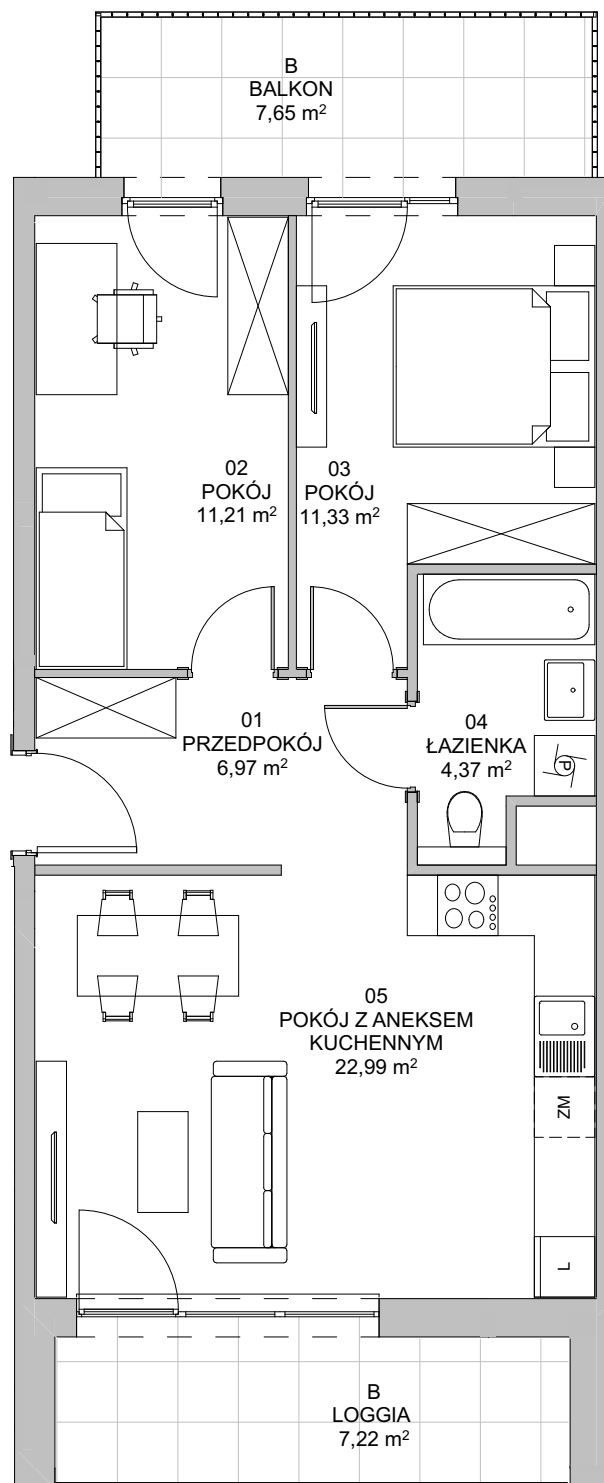 B
BALKON
7,65 m²
02
POKÓJ
11,21 m²
03
POKÓJ
11,33 m²
01
PRZEDPOKÓJ
6,97 m²
04
ŁAZIENKA
4,37 m²
P
05
POKÓJ Z ANEKSEM
KUCHENNYM
22,99 m²
ZM
L
B
LOGGIA
7,22 m²